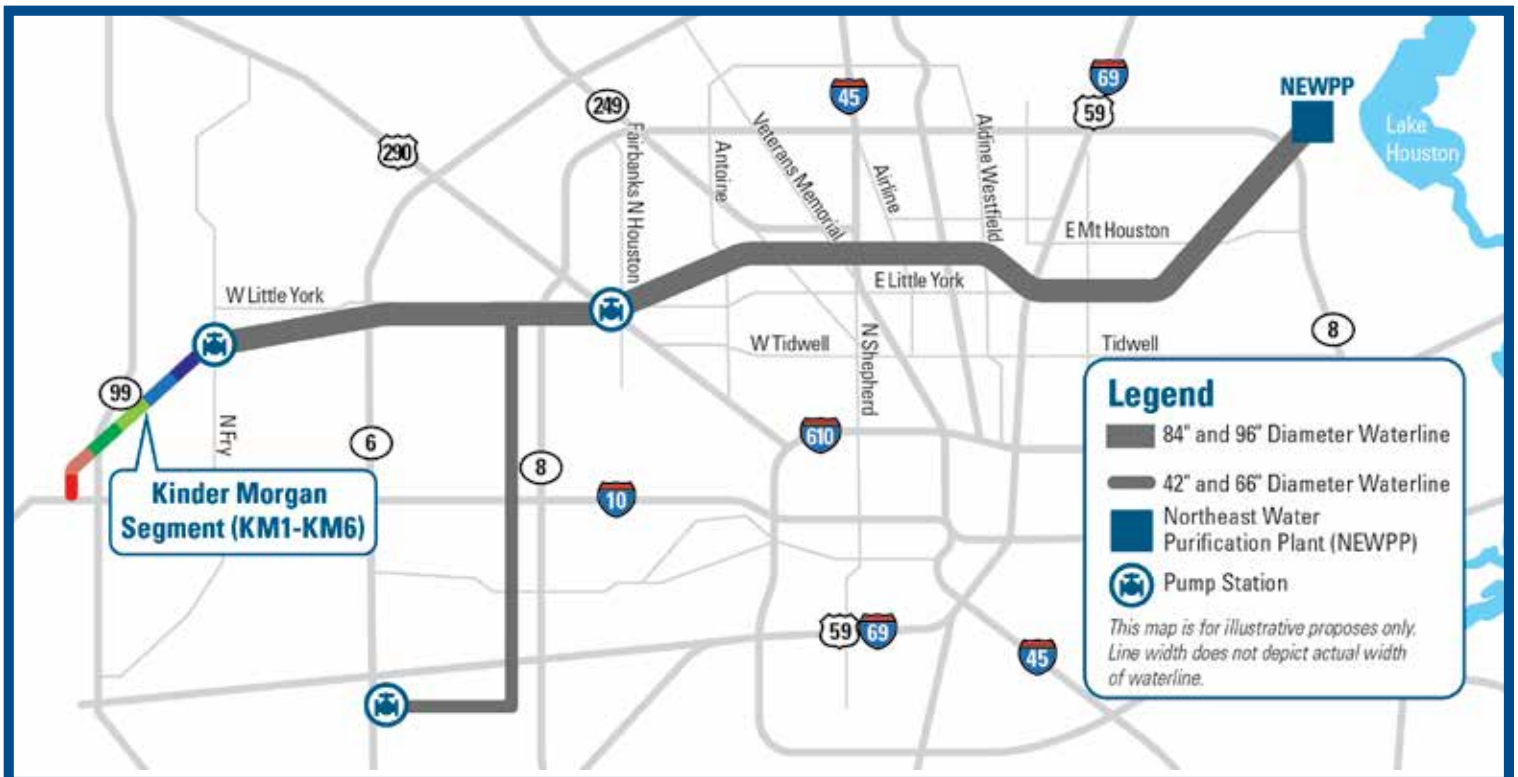 NEWPP
Lake
Houston
69
59
45
249
290
Fairbanks N Houston
Antoine
Veterans Memorial
Airline
Aldine Westfield
E Mt Houston
E Little York
W Little York
W Tidwell
Tidwell
N Shepherd
8
99
N Fry
6
8
610
10
Kinder Morgan
Segment (KM1-KM6)
59
69
45
Legend
84" and 96" Diameter Waterline
42" and 66" Diameter Waterline
Northeast Water
Purification Plant (NEWPP)
Pump Station
This map is for illustrative proposes only.
Line width does not depict actual width
of waterline.